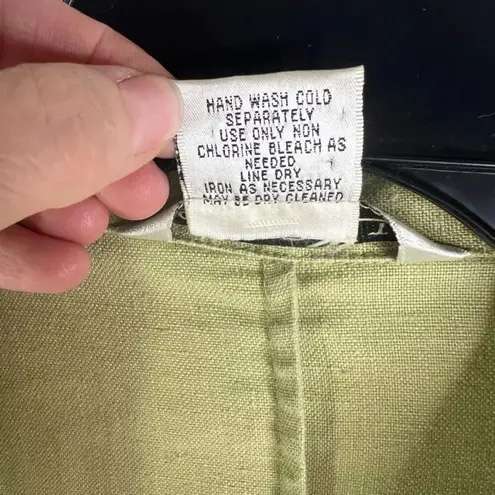 HAND WASH COLD
SEPARATELY
USE ONLY NON
CHLORINE BLEACH AS
NEEDED
LINE DRY
IRON AS NECESSARY
MAY BE DRY CLEANED